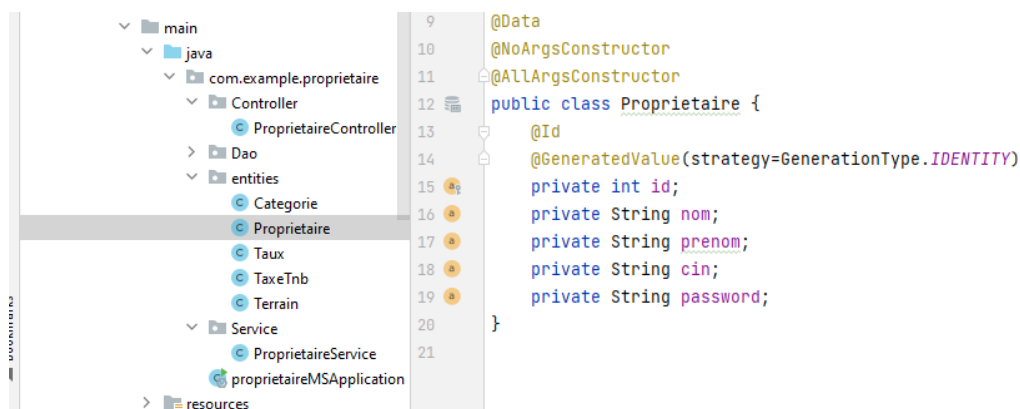 main
java
com.example.proprietaire
Controller
ProprietaireController
Dao
entities
Categorie
Proprietaire
Taux
TaxeTnb
Terrain
Service
ProprietaireService
proprietaireMSApplication
resources
Bookmarks
9 @Data
10 @NoArgsConstructor
11 @AllArgsConstructor
12 public class Proprietaire {
13 @Id
14 @GeneratedValue(strategy=GenerationType.IDENTITY)
15 private int id;
16 private String nom;
17 private String prenom;
18 private String cin;
19 private String password;
20 }
21